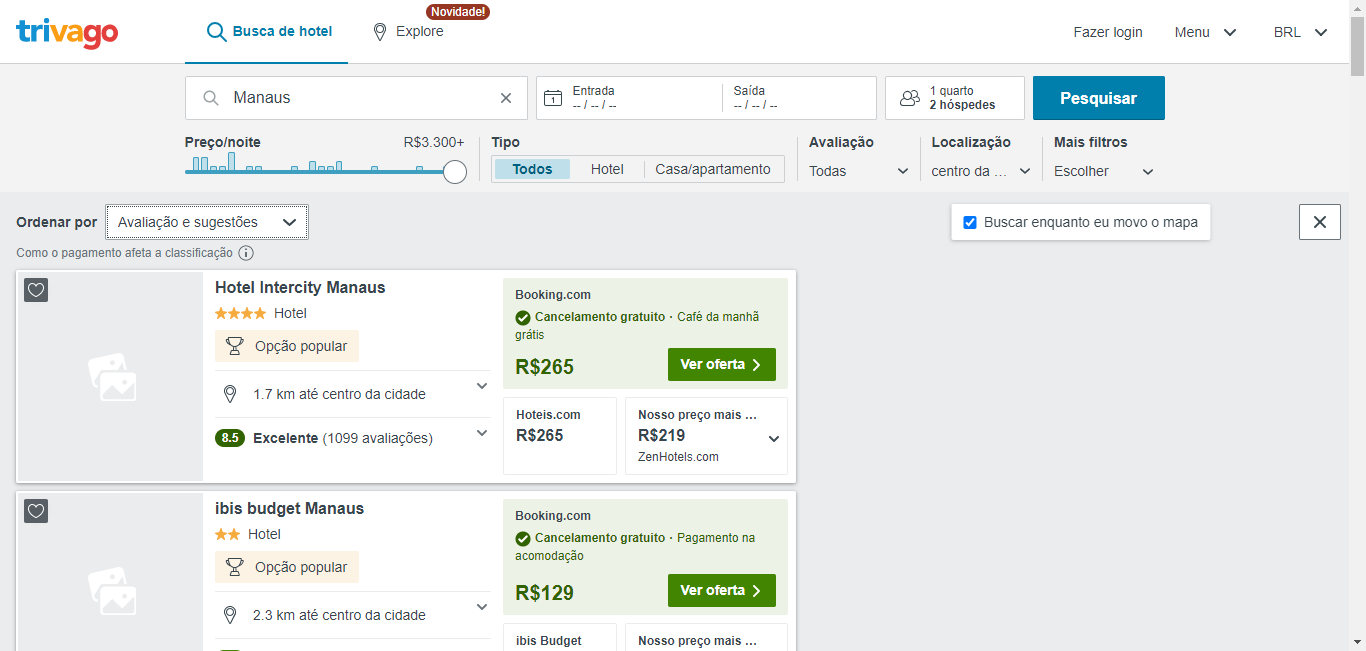 trivago
Busca de hotel
Novidade!
Explore
Fazer login
Menu
BRL
Manaus
Entrada
-- / -- / --
Saída
-- / -- / --
1 quarto
2 hóspedes
Pesquisar
Preço/noite
R$3.300+
Tipo
Todos
Hotel
Casa/apartamento
Avaliação
Todas
Localização
centro da ...
Mais filtros
Escolher
Ordenar por
Avaliação e sugestões
Buscar enquanto eu movo o mapa
Como o pagamento afeta a classificação
Hotel Intercity Manaus
Hotel
Opção popular
1.7 km até centro da cidade
8.5 Excelente (1099 avaliações)
Booking.com
Cancelamento gratuito · Café da manhã
grátis
R$265
Ver oferta
Hoteis.com
R$265
Nosso preço mais ...
R$219
ZenHotels.com
ibis budget Manaus
Hotel
Opção popular
2.3 km até centro da cidade
Booking.com
Cancelamento gratuito · Pagamento na
acomodação
R$129
Ver oferta
ibis Budget
Nosso preço mais ...